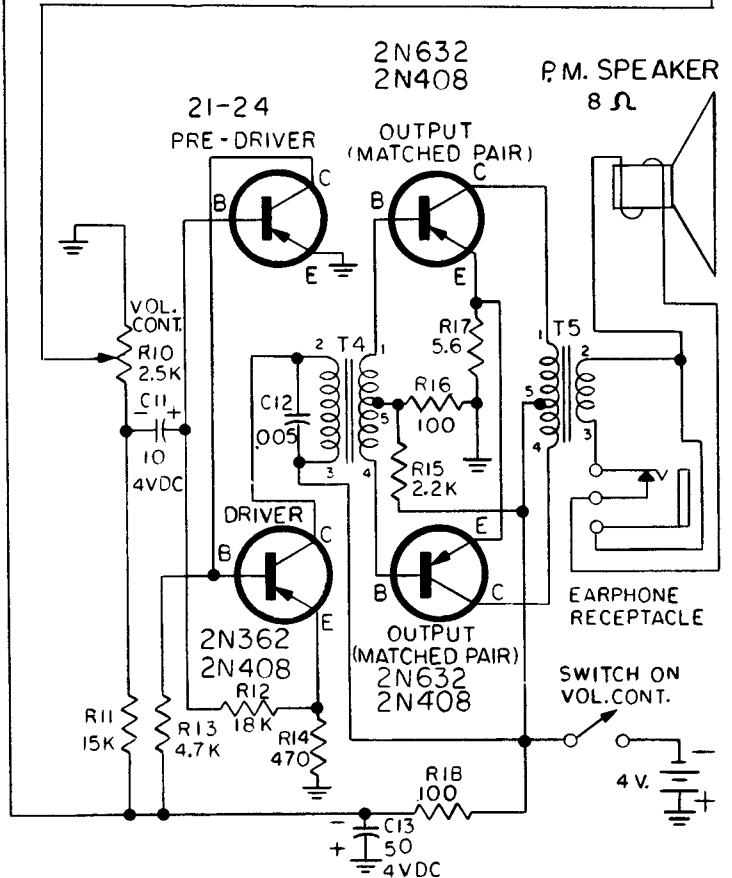 2N632
2N408
P.M. SPEAKER
8 Ω
21-24
PRE-DRIVER
OUTPUT
(MATCHED PAIR)
C
B
E
C
B
E
VOL.
CONT.
R10
2.5K
C11
- +
10
4VDC
2 T4 1
C12
.005
3
5
4
R16
100
R17
5.6
R15
2.2K
1 T5
2
5
4
3
DRIVER
C
B
E
2N362
2N408
E
B
C
OUTPUT
(MATCHED PAIR)
2N632
2N408
EARPHONE
RECEPTACLE
SWITCH ON
VOL.CONT.
R11
15K
R13
4.7K
R12
18K
R14
470
R18
100
-
4V.
+
-
C13
+ 50
4VDC